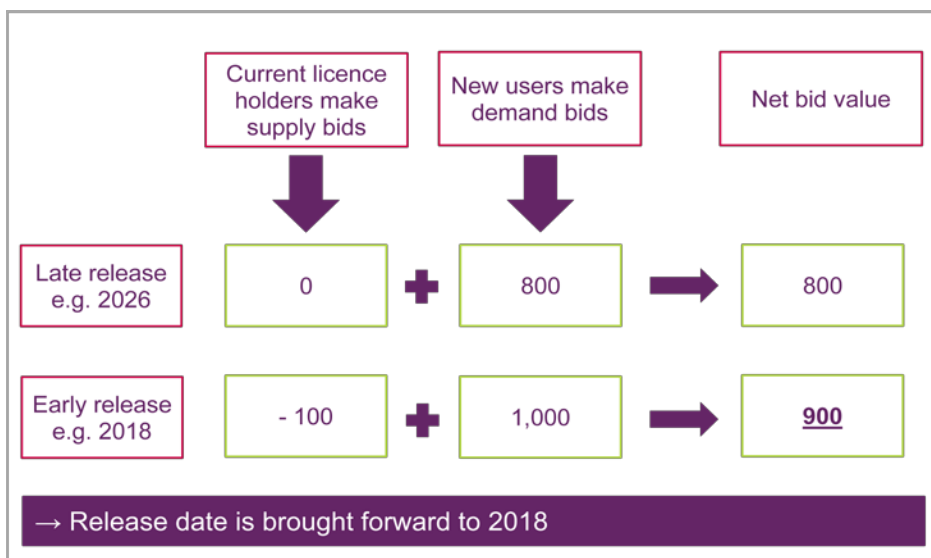 Current licence
holders make
supply bids
New users make
demand bids
Net bid value
Late release
e.g. 2026
0
800
800
Early release
e.g. 2018
- 100
1,000
900
→ Release date is brought forward to 2018